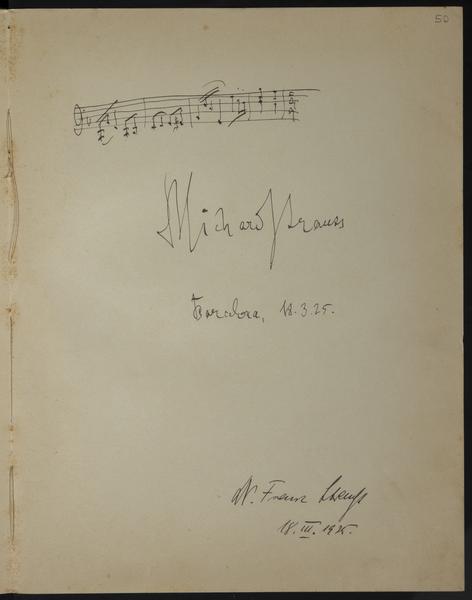 50
Richard Strauss
Barcelona, 18.3.25.
Dr. Franz Strauß
18. III. 1925.